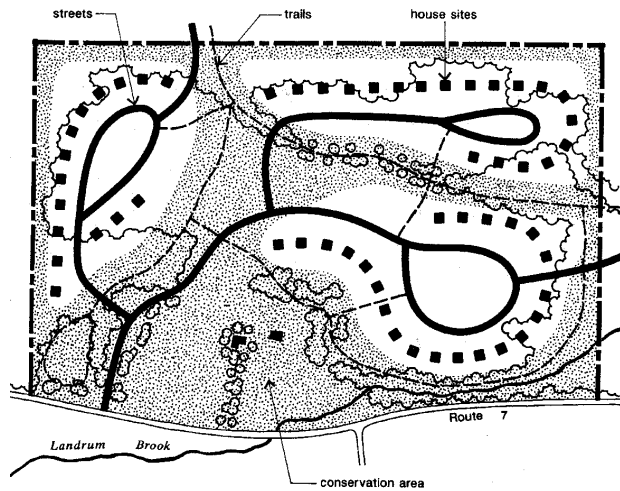 streets
trails
house sites
Route 7
Landrum Brook
conservation area